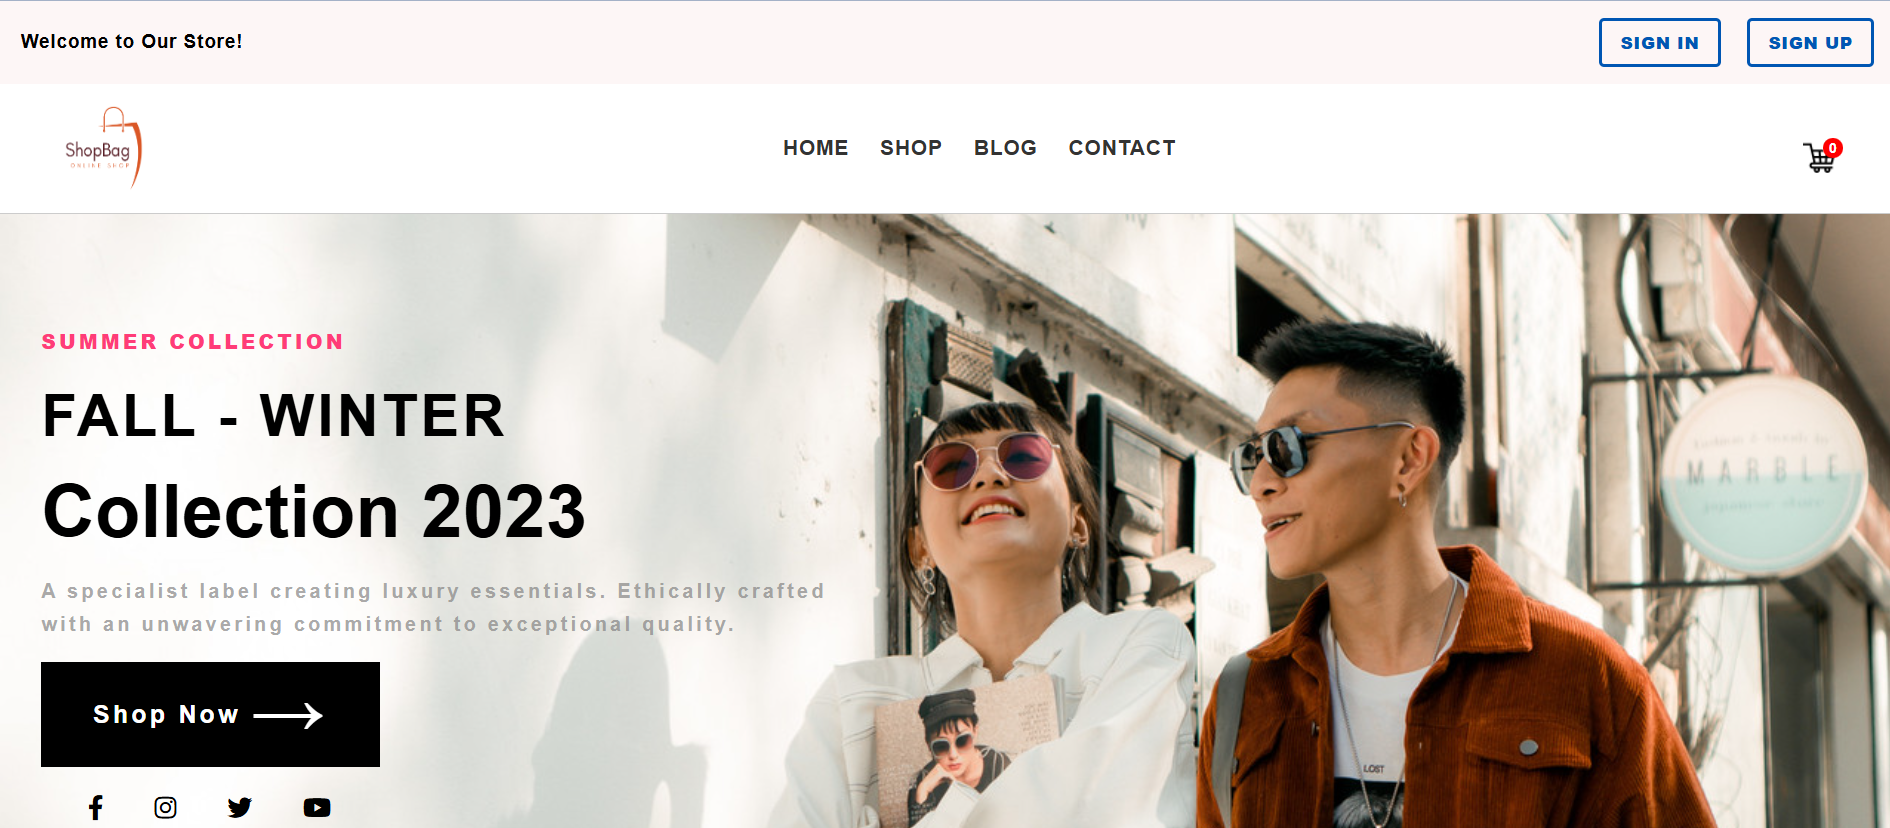 Welcome to Our Store!
SIGN IN
SIGN UP
ShopBag
ONLINE SHOP
HOME
SHOP
BLOG
CONTACT
0
SUMMER COLLECTION
FALL - WINTER
Collection 2023
A specialist label creating luxury essentials. Ethically crafted
with an unwavering commitment to exceptional quality.
Shop Now
MARBLE
LOST